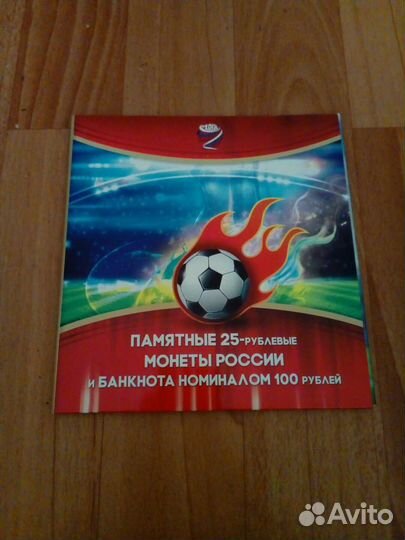 ПАМЯТНЫЕ 25-РУБЛЕВЫЕ
МОНЕТЫ РОССИИ
И БАНКНОТА НОМИНАЛОМ 100 РУБЛЕЙ
Avito